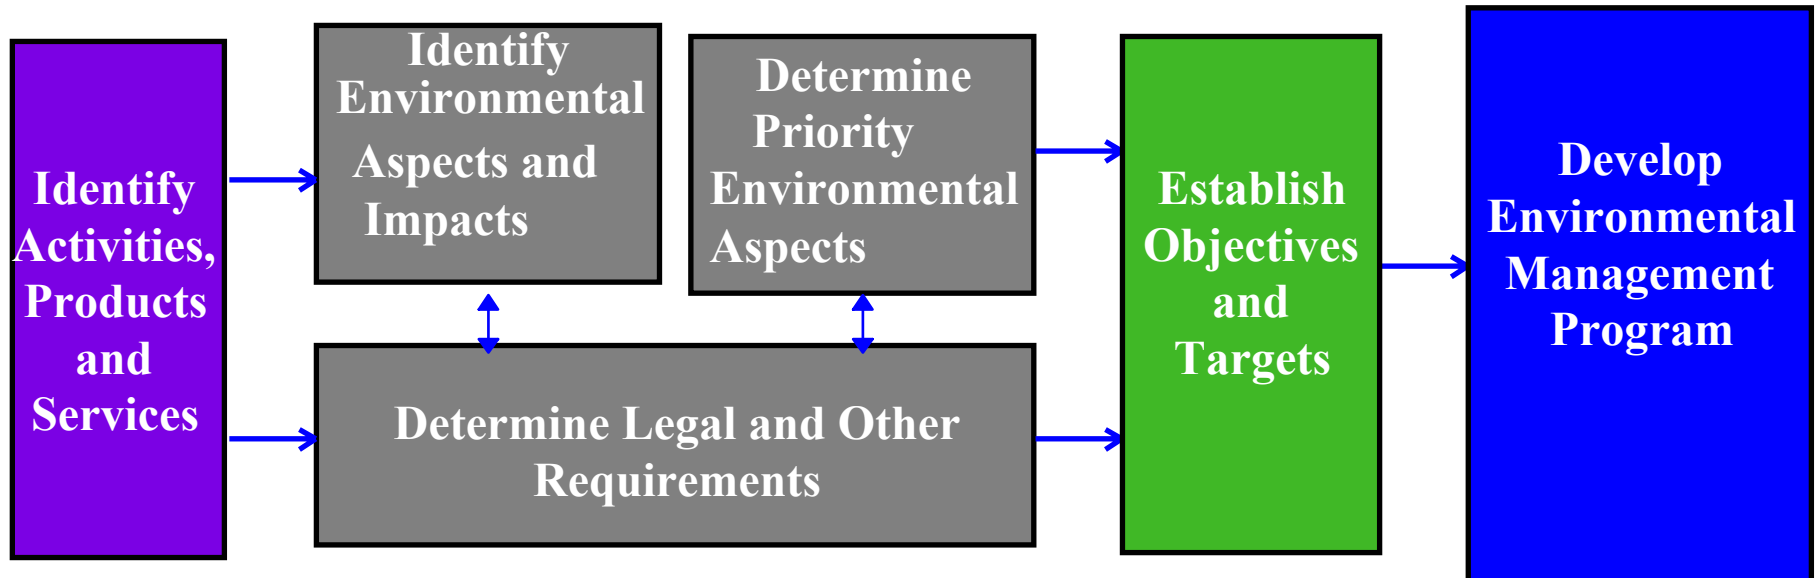 Identify
Activities,
Products
and
Services
Identify
Environmental
Aspects and
Impacts
Determine
Priority
Environmental
Aspects
Determine Legal and Other
Requirements
Establish
Objectives
and
Targets
Develop
Environmental
Management
Program